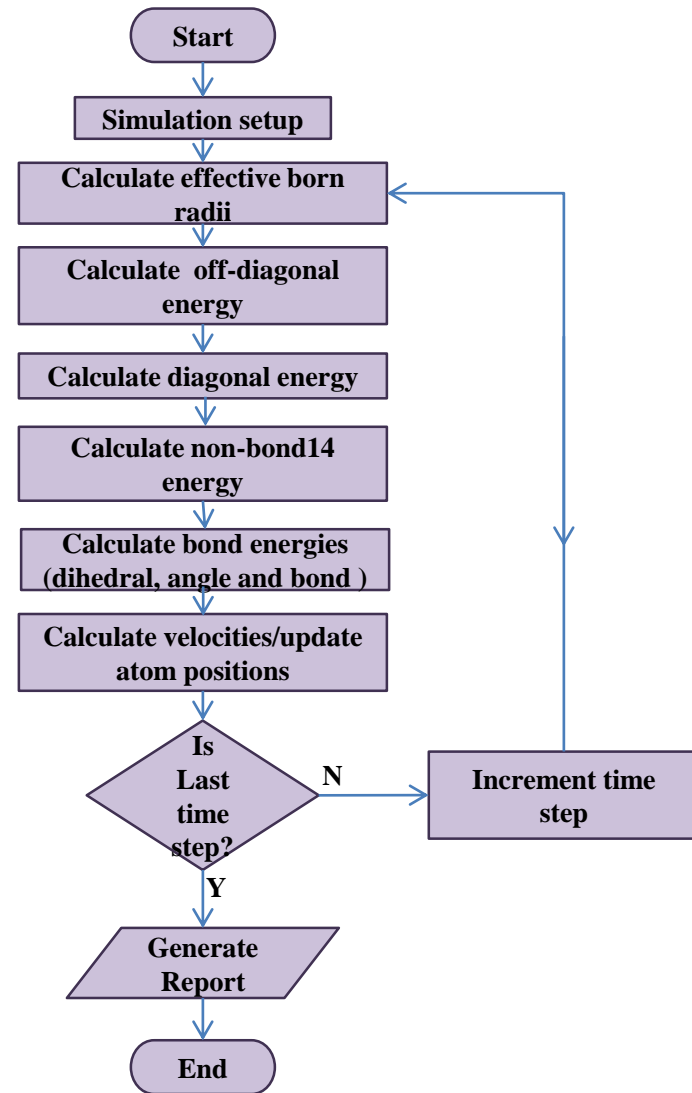 Start
Simulation setup
Calculate effective born
radii
Calculate off-diagonal
energy
Calculate diagonal energy
Calculate non-bond14
energy
Calculate bond energies
(dihedral, angle and bond )
Calculate velocities/update
atom positions
Is
Last
time
step?
N
Increment time
step
Y
Generate
Report
End